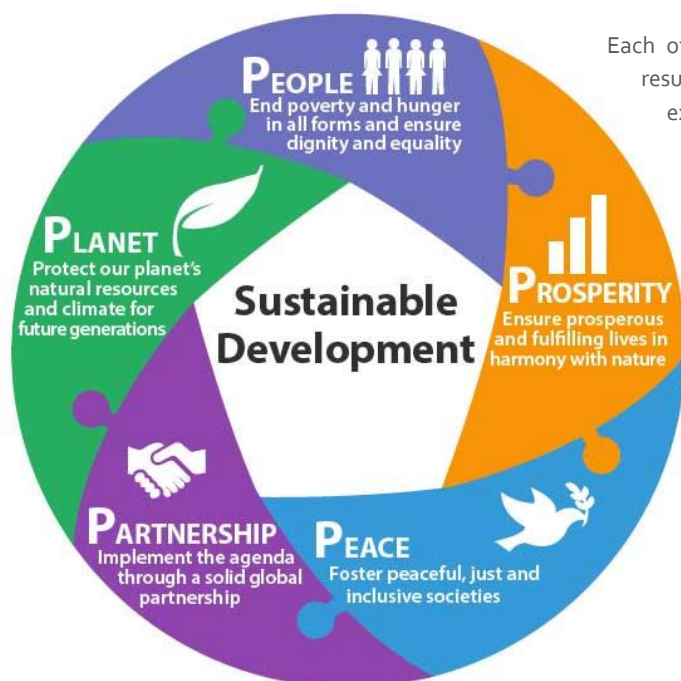 Each of
resu
ex
PEOPLE
End poverty and hunger
in all forms and ensure
dignity and equality
PROSPERITY
Ensure prosperous
and fulfilling lives in
harmony with nature
PEACE
Foster peaceful, just and
inclusive societies
PARTNERSHIP
Implement the agenda
through a solid global
partnership
PLANET
Protect our planet's
natural resources
and climate for
future generations
Sustainable
Development